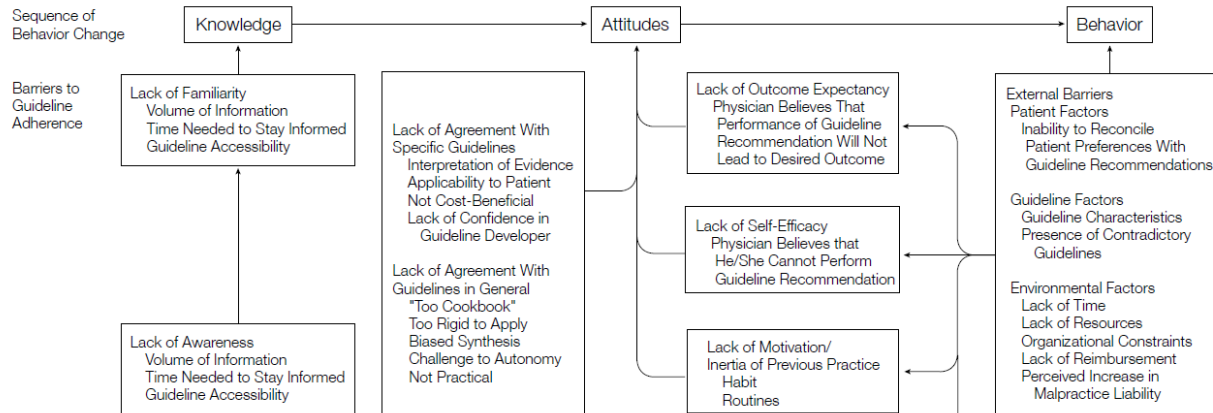 Sequence of
Behavior Change
Knowledge
Attitudes
Behavior
Barriers to
Guideline
Adherence
Lack of Familiarity
Volume of Information
Time Needed to Stay Informed
Guideline Accessibility
Lack of Awareness
Volume of Information
Time Needed to Stay Informed
Guideline Accessibility
Lack of Agreement With
Specific Guidelines
Interpretation of Evidence
Applicability to Patient
Not Cost-Beneficial
Lack of Confidence in
Guideline Developer
Lack of Agreement With
Guidelines in General
"Too Cookbook"
Too Rigid to Apply
Biased Synthesis
Challenge to Autonomy
Not Practical
Lack of Outcome Expectancy
Physician Believes That
Performance of Guideline
Recommendation Will Not
Lead to Desired Outcome
Lack of Self-Efficacy
Physician Believes that
He/She Cannot Perform
Guideline Recommendation
Lack of Motivation/
Inertia of Previous Practice
Habit
Routines
External Barriers
Patient Factors
Inability to Reconcile
Patient Preferences With
Guideline Recommendations
Guideline Factors
Guideline Characteristics
Presence of Contradictory
Guidelines
Environmental Factors
Lack of Time
Lack of Resources
Organizational Constraints
Lack of Reimbursement
Perceived Increase in
Malpractice Liability